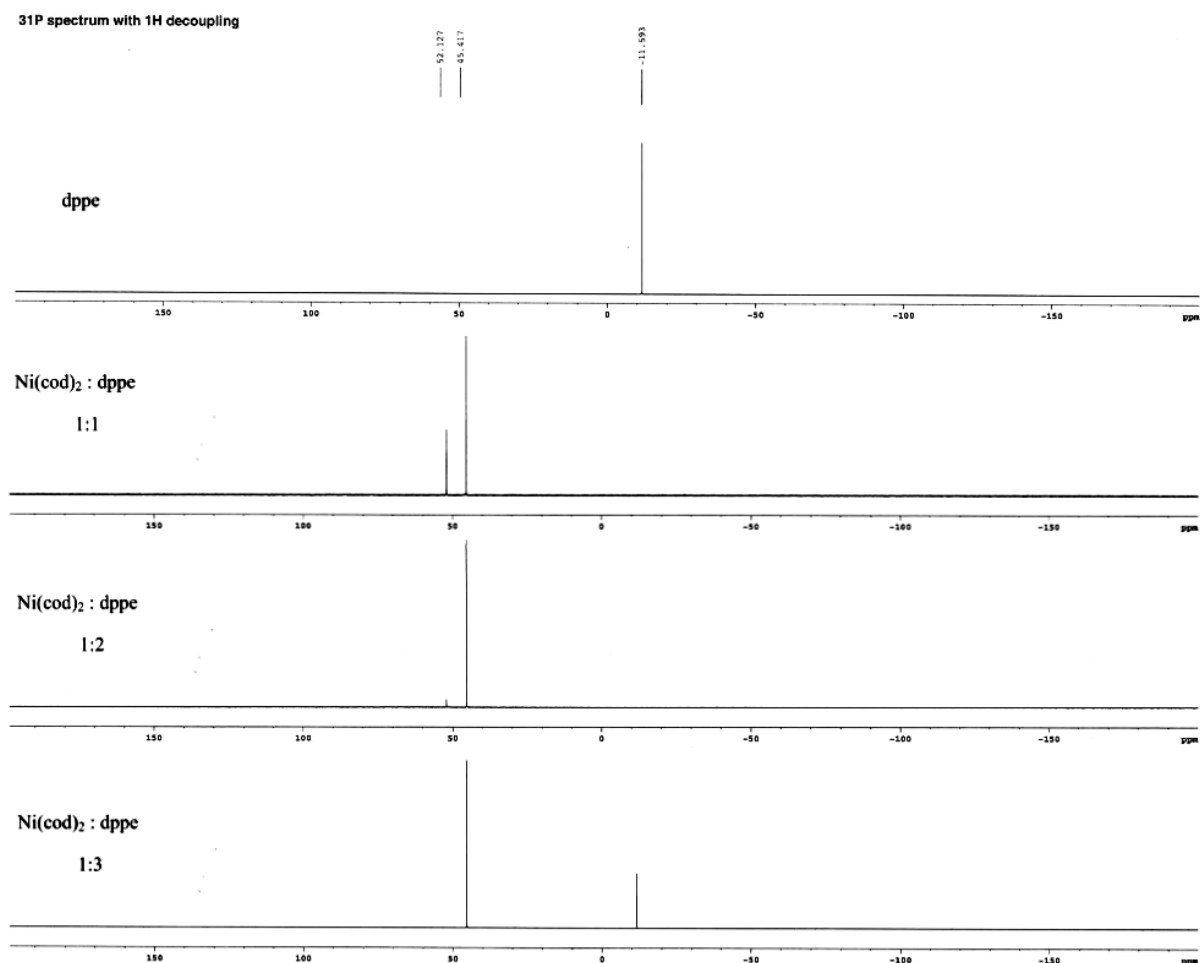 31P spectrum with 1H decoupling
52.127
45.417
-11.593
dppe
150 100 50 0 -50 -100 -150 ppm
Ni(cod)₂ : dppe
1:1
150 100 50 0 -50 -100 -150 ppm
Ni(cod)₂ : dppe
1:2
150 100 50 0 -50 -100 -150 ppm
Ni(cod)₂ : dppe
1:3
150 100 50 0 -50 -100 -150 ppm